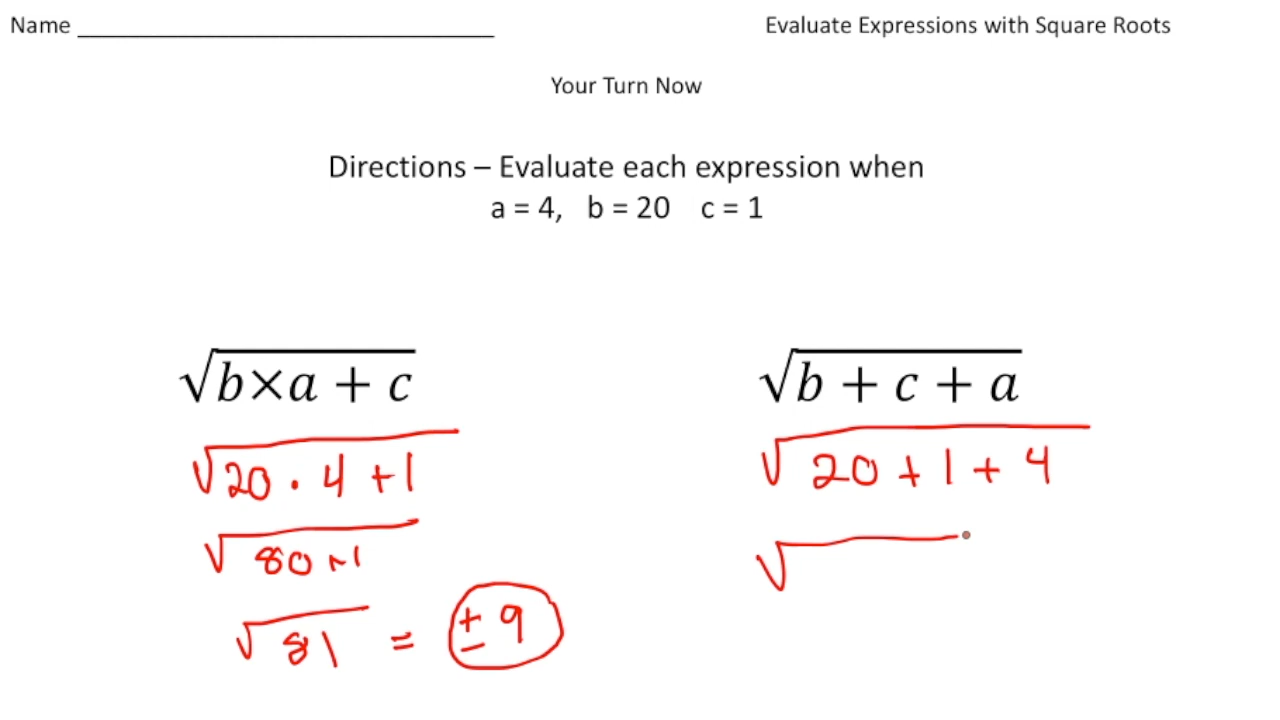 Name ________________________________ Evaluate Expressions with Square Roots
Your Turn Now
Directions – Evaluate each expression when
a = 4, b = 20 c = 1
√b×a + c
√b + c + a
√20 · 4 + 1
√20 + 1 + 4
√80 + 1
√
√81 = ± 9